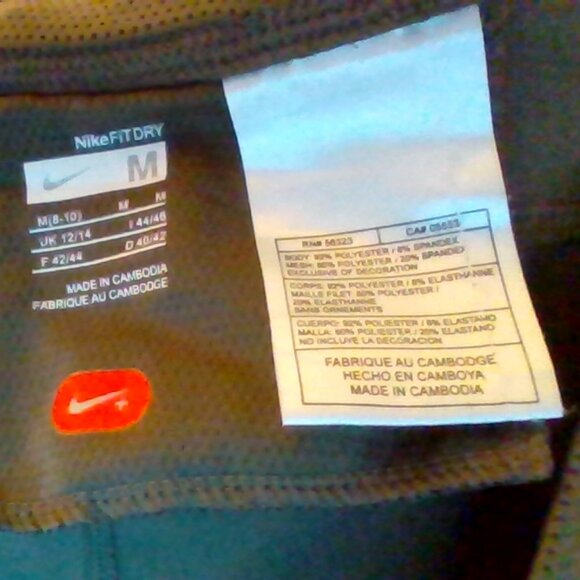 NikeFITDRY
M
M(8-10) M M
UK 12/14 I 44/46
F 42/44 D 40/42
MADE IN CAMBODIA
FABRIQUE AU CAMBODGE
RN# 56323 CA# 05553
BODY: 92% POLYESTER / 8% SPANDEX
MESH: 80% POLYESTER / 20% SPANDEX
EXCLUSIVE OF DECORATION
CORPS: 92% POLYESTER / 8% ELASTHANNE
MAILLE FILET: 80% POLYESTER /
20% ELASTHANNE
SANS ORNEMENTS
CUERPO: 92% POLIESTER / 8% ELASTANO
MALLA: 80% POLIESTER / 20% ELASTANO
NO INCLUYE LA DECORACION
FABRIQUE AU CAMBODGE
HECHO EN CAMBOYA
MADE IN CAMBODIA